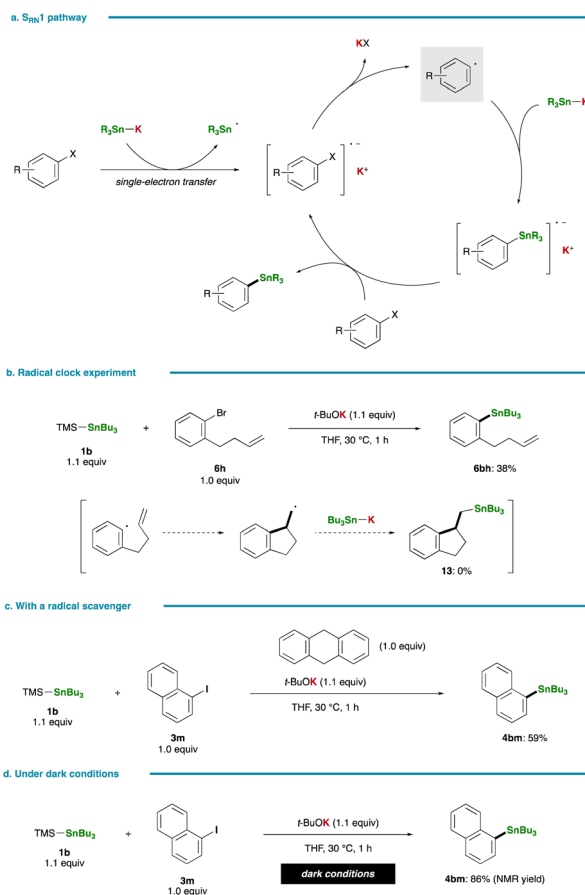 a. SRN1 pathway
KX
R
R3Sn—K
R3Sn·
R3Sn—K
X
R
single-electron transfer
X
R
·–
K+
SnR3
R
·–
K+
SnR3
R
X
R
b. Radical clock experiment
TMS—SnBu3
1b
1.1 equiv
+
Br
6h
1.0 equiv
t-BuOK (1.1 equiv)
THF, 30 °C, 1 h
SnBu3
6bh: 38%
Bu3Sn—K
SnBu3
13: 0%
c. With a radical scavenger
(1.0 equiv)
t-BuOK (1.1 equiv)
THF, 30 °C, 1 h
TMS—SnBu3
1b
1.1 equiv
+
I
3m
1.0 equiv
SnBu3
4bm: 59%
d. Under dark conditions
TMS—SnBu3
1b
1.1 equiv
+
I
3m
1.0 equiv
t-BuOK (1.1 equiv)
THF, 30 °C, 1 h
dark conditions
SnBu3
4bm: 86% (NMR yield)